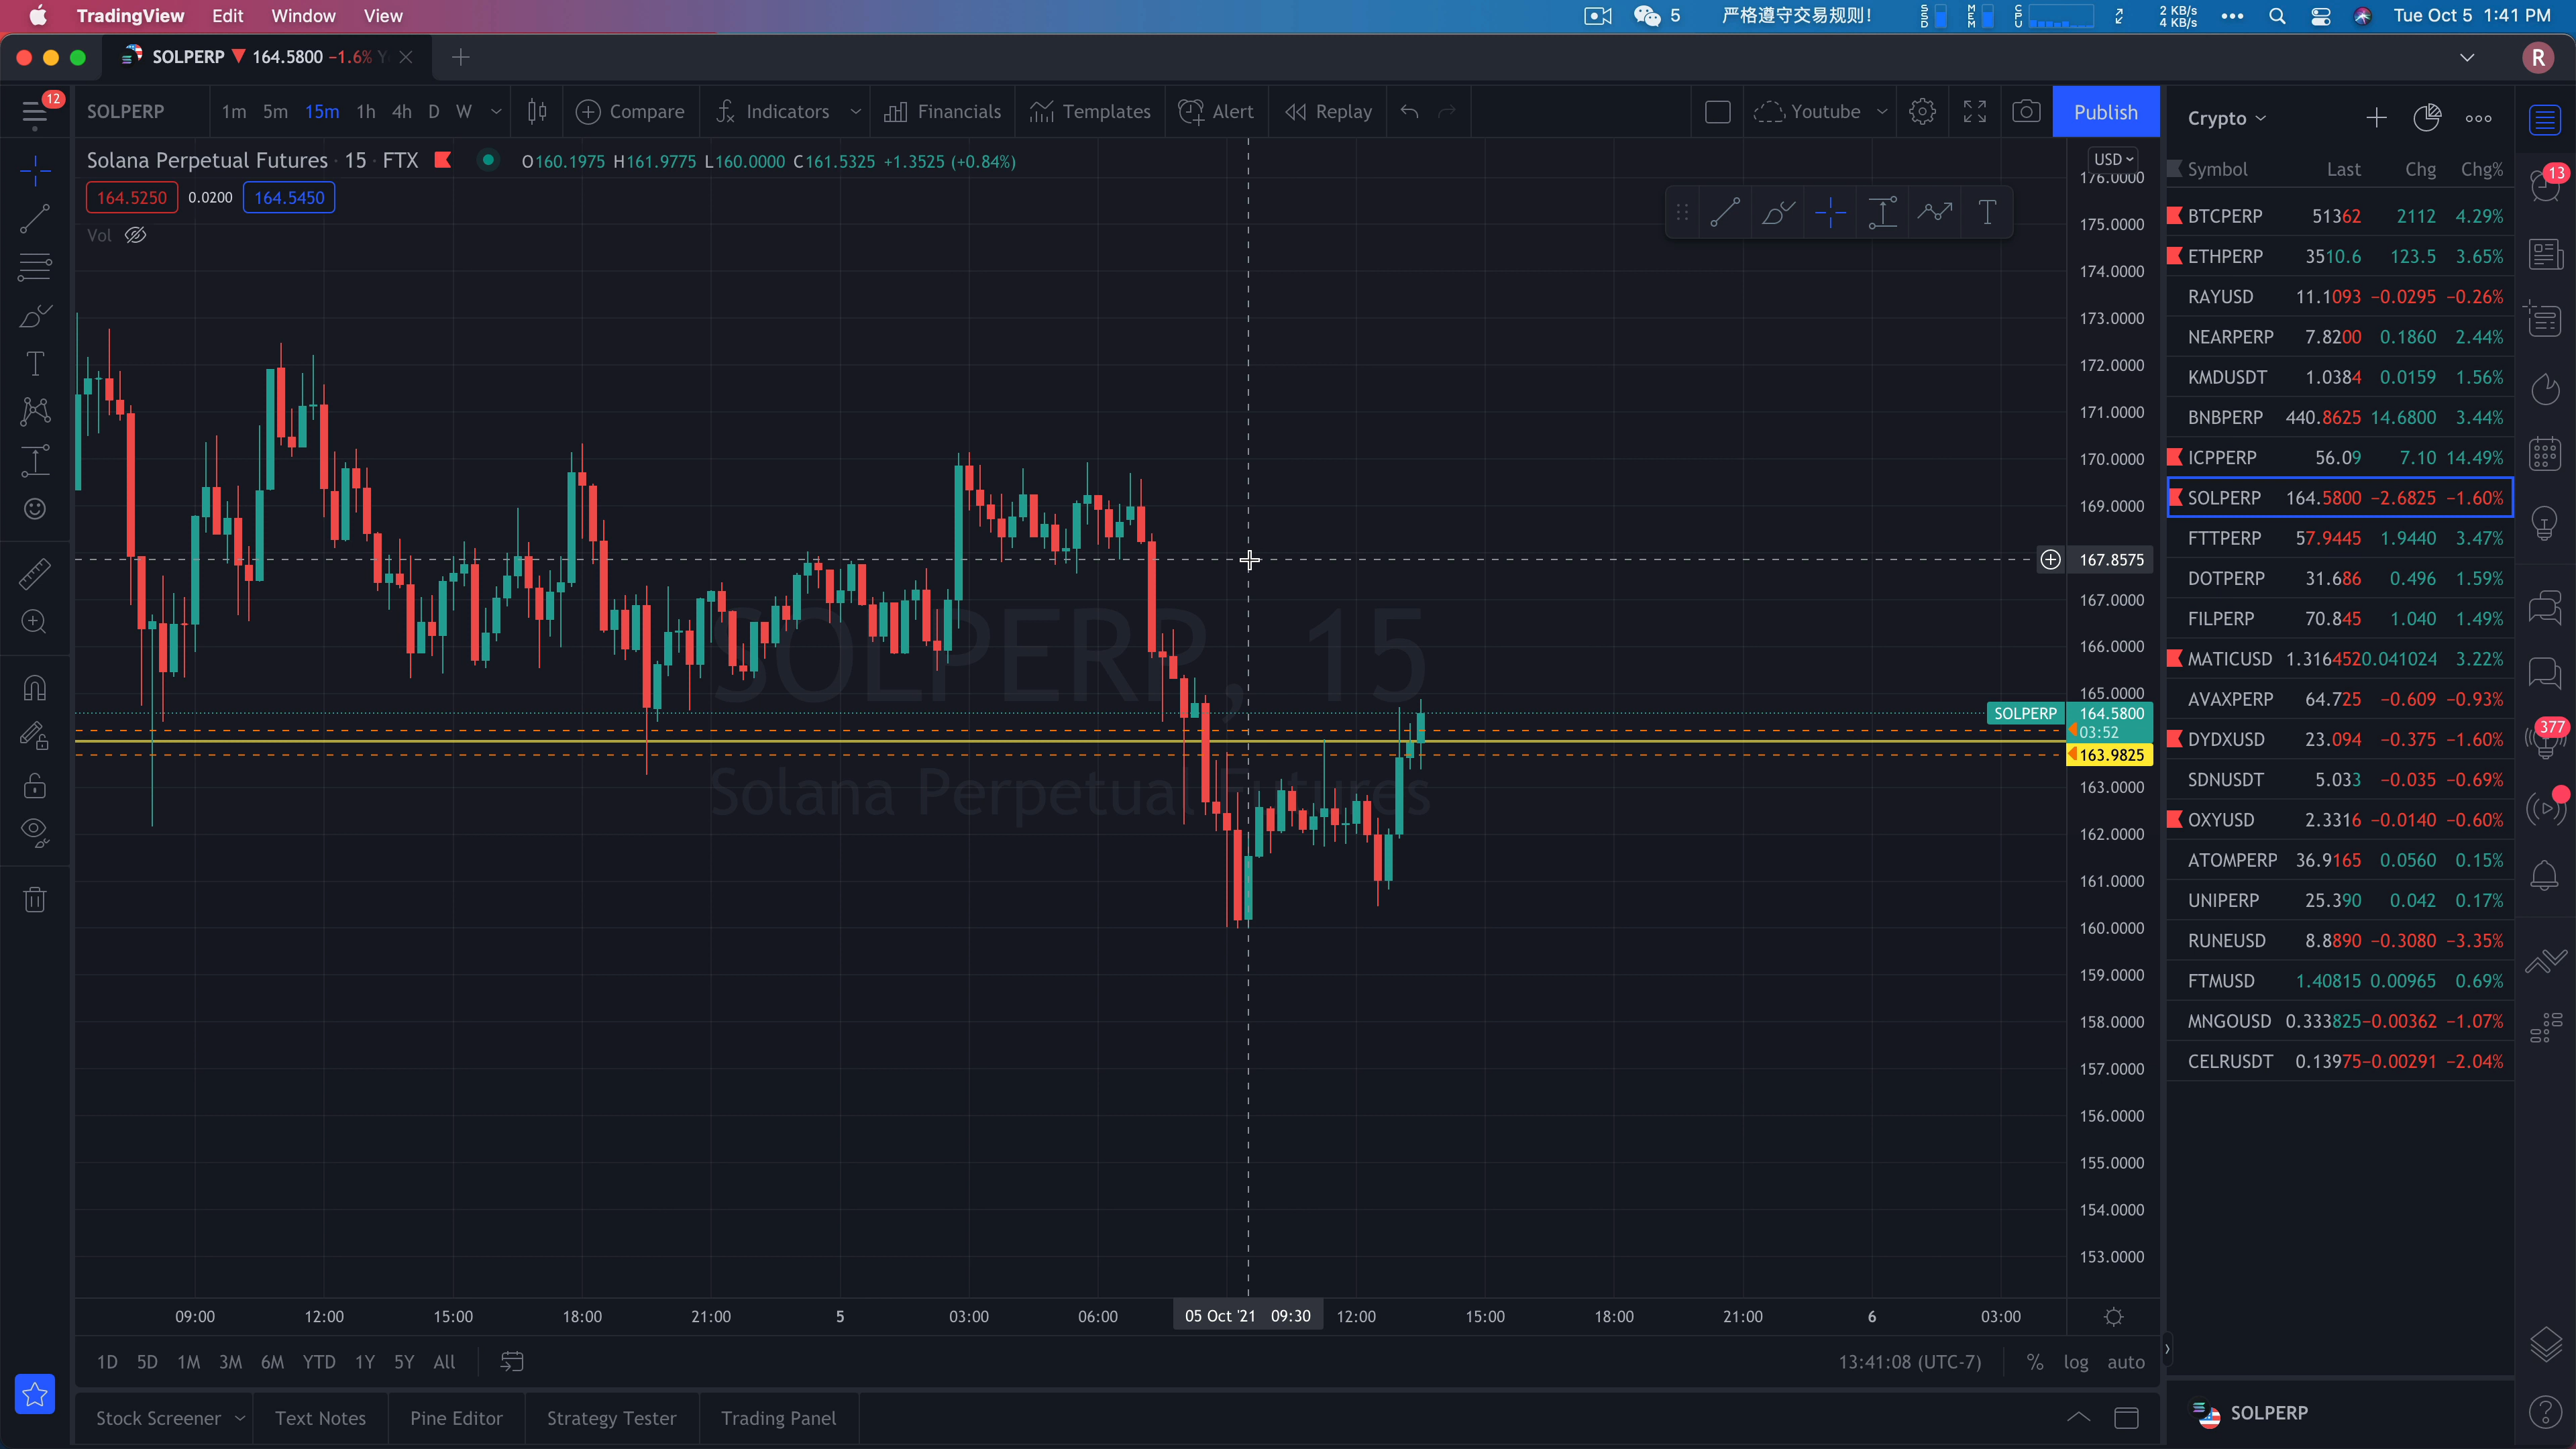 TradingView Edit Window View 5 严格遵守交易规则! SSD MEM CPU 2 KB/s 4 KB/s Tue Oct 5 1:41 PM
SOLPERP 164.5800 −1.6% R
12 SOLPERP 1m 5m 15m 1h 4h D W Compare Indicators Financials Templates Alert Replay Youtube Publish
Crypto
Solana Perpetual Futures · 15 · FTX O160.1975 H161.9775 L160.0000 C161.5325 +1.3525 (+0.84%)
164.5250 0.0200 164.5450
Vol
USD
176.0000
175.0000
174.0000
173.0000
172.0000
171.0000
170.0000
169.0000
167.8575
167.0000
166.0000
165.0000
SOLPERP 164.5800
03:52
163.9825
163.0000
162.0000
161.0000
160.0000
159.0000
158.0000
157.0000
156.0000
155.0000
154.0000
153.0000
SOLPERP, 15
Solana Perpetual Futures
09:00 12:00 15:00 18:00 21:00 5 03:00 06:00 05 Oct '21 09:30 12:00 15:00 18:00 21:00 6 03:00
1D 5D 1M 3M 6M YTD 1Y 5Y All 13:41:08 (UTC-7) % log auto
Stock Screener Text Notes Pine Editor Strategy Tester Trading Panel
Symbol Last Chg Chg%
BTCPERP 51362 2112 4.29%
ETHPERP 3510.6 123.5 3.65%
RAYUSD 11.1093 −0.0295 −0.26%
NEARPERP 7.8200 0.1860 2.44%
KMDUSDT 1.0384 0.0159 1.56%
BNBPERP 440.8625 14.6800 3.44%
ICPPERP 56.09 7.10 14.49%
SOLPERP 164.5800 −2.6825 −1.60%
FTTPERP 57.9445 1.9440 3.47%
DOTPERP 31.686 0.496 1.59%
FILPERP 70.845 1.040 1.49%
MATICUSD 1.316452 0.041024 3.22%
AVAXPERP 64.725 −0.609 −0.93%
DYDXUSD 23.094 −0.375 −1.60%
SDNUSDT 5.033 −0.035 −0.69%
OXYUSD 2.3316 −0.0140 −0.60%
ATOMPERP 36.9165 0.0560 0.15%
UNIPERP 25.390 0.042 0.17%
RUNEUSD 8.8890 −0.3080 −3.35%
FTMUSD 1.40815 0.00965 0.69%
MNGOUSD 0.333825 −0.00362 −1.07%
CELRUSDT 0.13975 −0.00291 −2.04%
SOLPERP
13
377